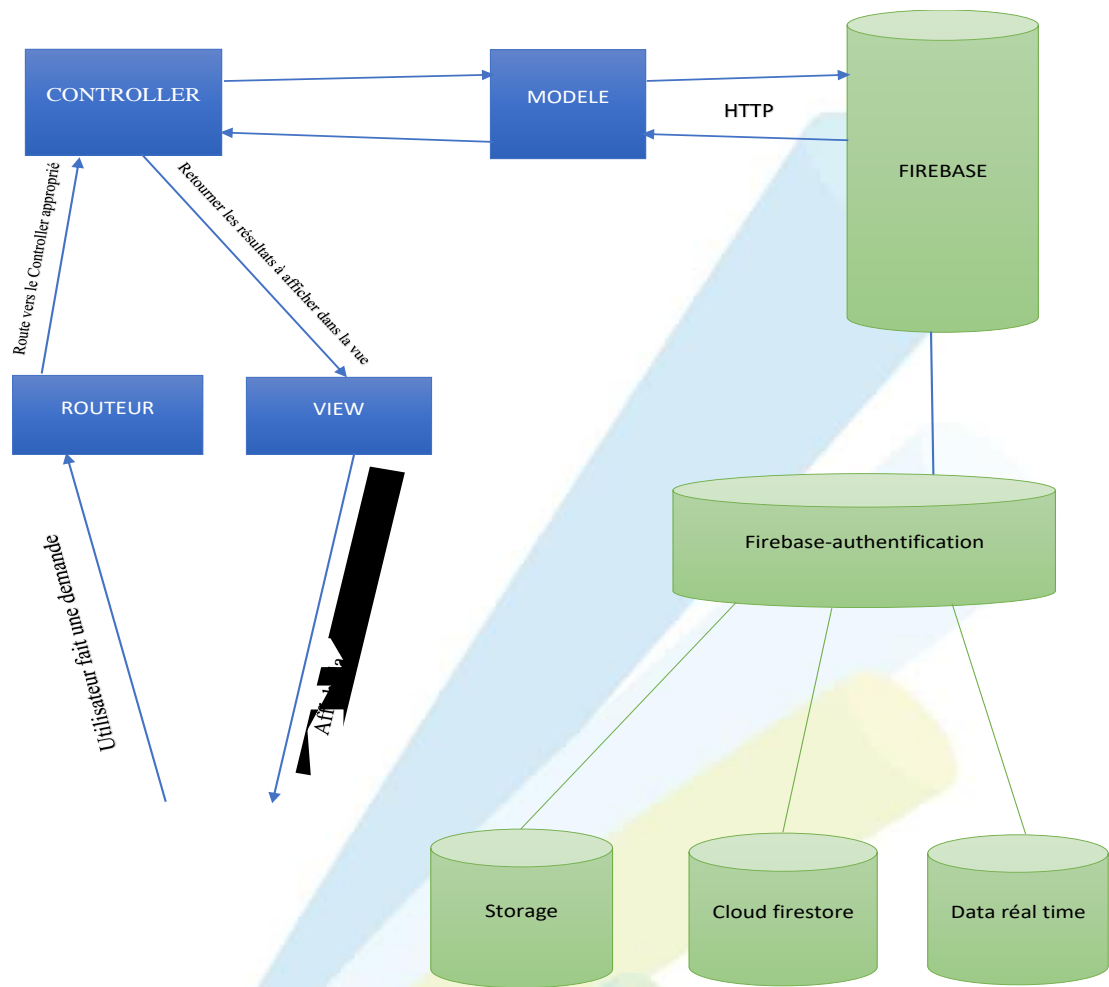 CONTROLLER
MODELE
HTTP
FIREBASE
Route vers le Controller approprié
Retourner les résultats à afficher dans la vue
ROUTEUR
VIEW
Utilisateur fait une demande
Firebase-authentification
Storage
Cloud firestore
Data réal time